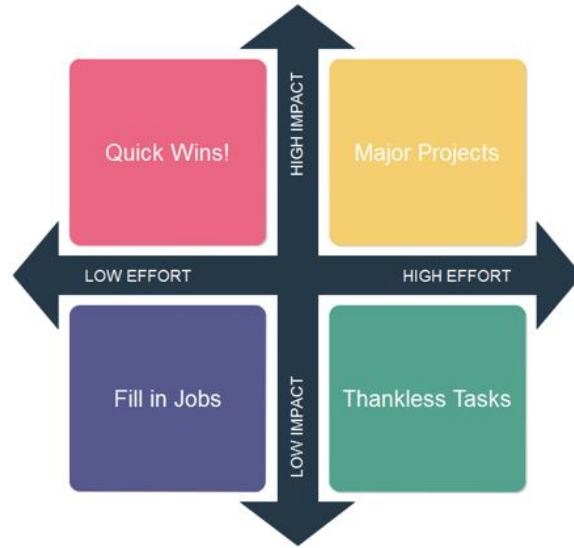 HIGH IMPACT
Quick Wins!
Major Projects
LOW EFFORT
HIGH EFFORT
Fill in Jobs
Thankless Tasks
LOW IMPACT